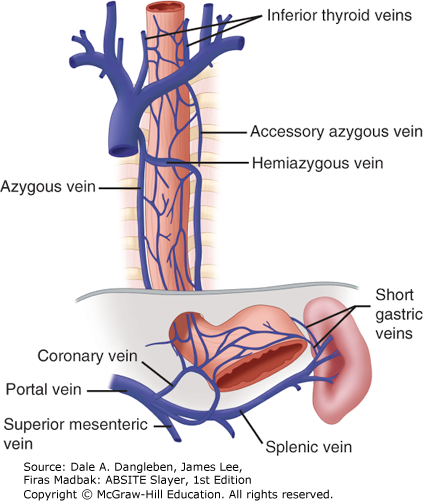 Inferior thyroid veins
Accessory azygous vein
Hemiazygous vein
Azygous vein
Short
gastric
veins
Coronary vein
Portal vein
Superior mesenteric
vein
Splenic vein
Source: Dale A. Dangleben, James Lee,
Firas Madbak: ABSITE Slayer, 1st Edition
Copyright © McGraw-Hill Education. All rights reserved.